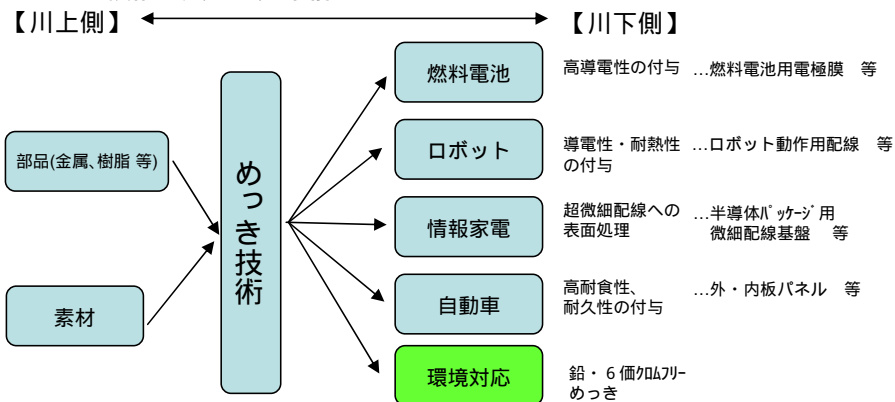 【川上側】
【川下側】
部品(金属、樹脂 等)
素材
めっき技術
燃料電池
高導電性の付与 …燃料電池用電極膜 等
ロボット
導電性・耐熱性 …ロボット動作用配線 等
の付与
情報家電
超微細配線への …半導体ﾊﾟｯｹｰｼﾞ用
表面処理 微細配線基盤 等
自動車
高耐食性、 …外・内板パネル 等
耐久性の付与
環境対応
鉛・6価ｸﾛﾑﾌﾘｰ
めっき